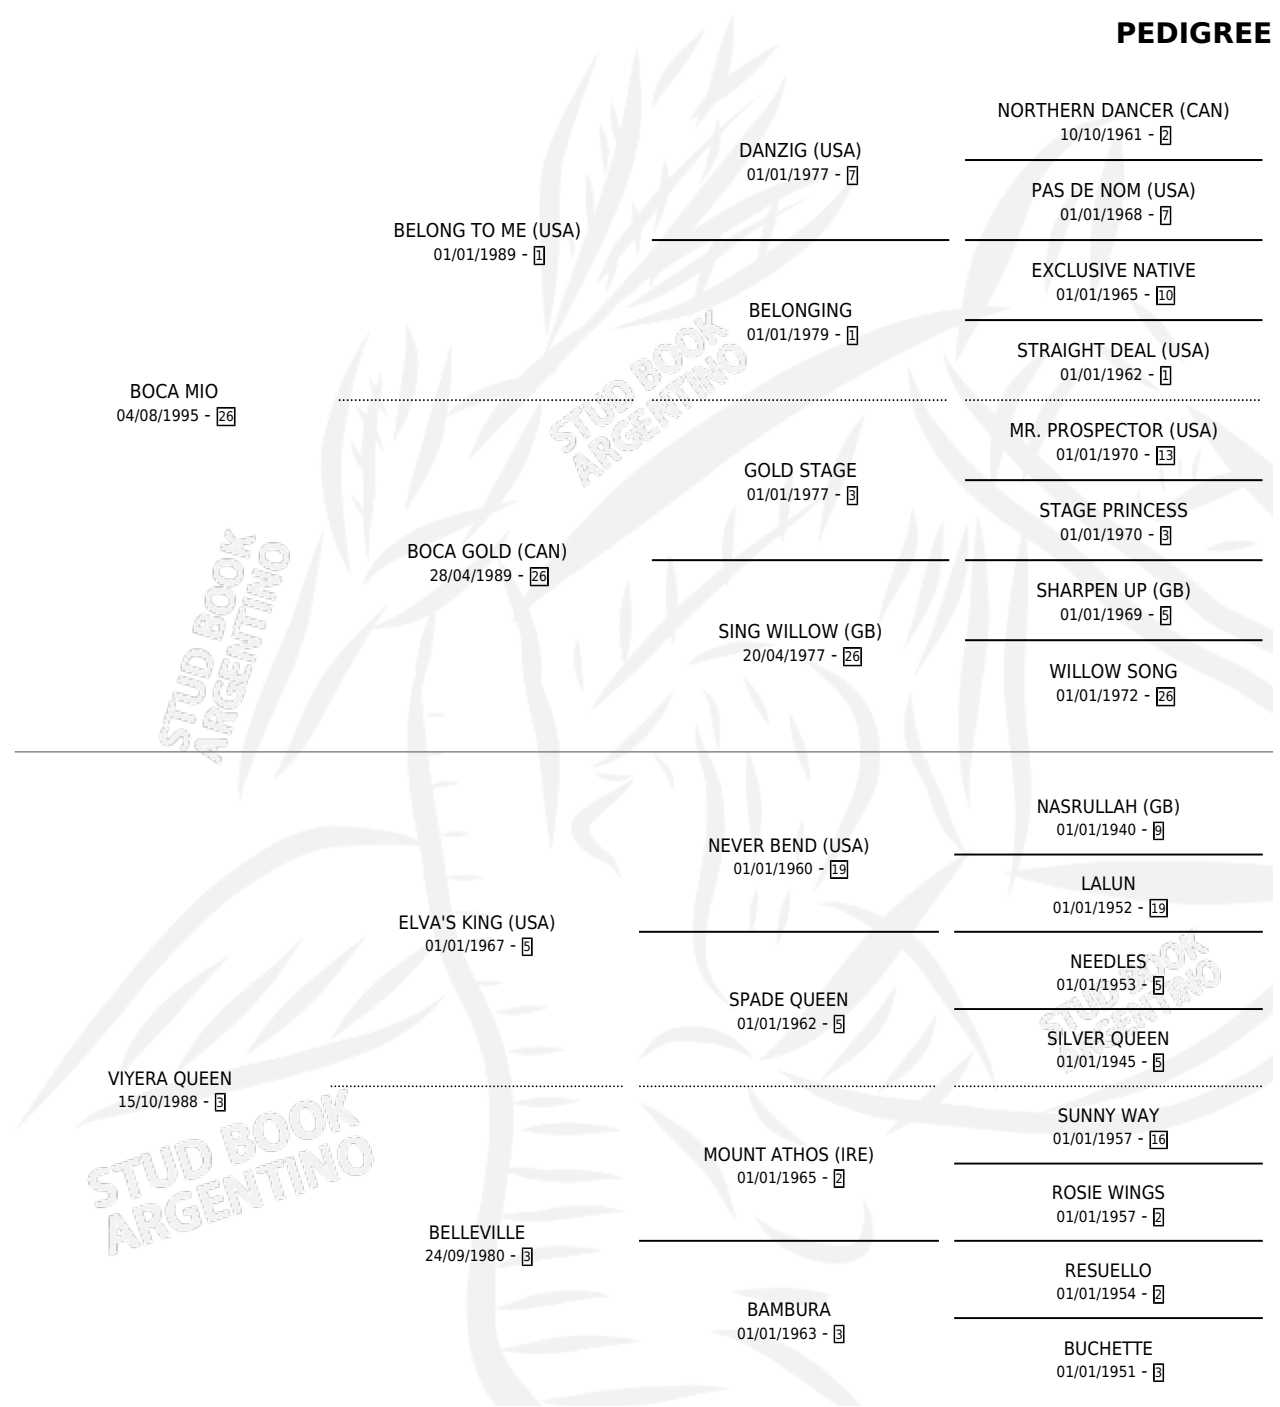 PEDIGREE
NORTHERN DANCER (CAN)
10/10/1961 - 2
DANZIG (USA)
01/01/1977 - 7
PAS DE NOM (USA)
01/01/1968 - 7
BELONG TO ME (USA)
01/01/1989 - 1
EXCLUSIVE NATIVE
01/01/1965 - 10
BELONGING
01/01/1979 - 1
STRAIGHT DEAL (USA)
01/01/1962 - 1
BOCA MIO
04/08/1995 - 26
MR. PROSPECTOR (USA)
01/01/1970 - 13
GOLD STAGE
01/01/1977 - 3
STAGE PRINCESS
01/01/1970 - 3
BOCA GOLD (CAN)
28/04/1989 - 26
SHARPEN UP (GB)
01/01/1969 - 5
SING WILLOW (GB)
20/04/1977 - 26
WILLOW SONG
01/01/1972 - 26
NASRULLAH (GB)
01/01/1940 - 9
NEVER BEND (USA)
01/01/1960 - 19
LALUN
01/01/1952 - 19
ELVA'S KING (USA)
01/01/1967 - 5
NEEDLES
01/01/1953 - 5
SPADE QUEEN
01/01/1962 - 5
SILVER QUEEN
01/01/1945 - 5
VIYERA QUEEN
15/10/1988 - 3
SUNNY WAY
01/01/1957 - 16
MOUNT ATHOS (IRE)
01/01/1965 - 2
ROSIE WINGS
01/01/1957 - 2
BELLEVILLE
24/09/1980 - 3
RESUELLO
01/01/1954 - 2
BAMBURA
01/01/1963 - 3
BUCHETTE
01/01/1951 - 3
STUD BOOK
ARGENTINO
STUD BOOK
ARGENTINO
STUD BOOK
ARGENTINO
STUD BOOK
ARGENTINO